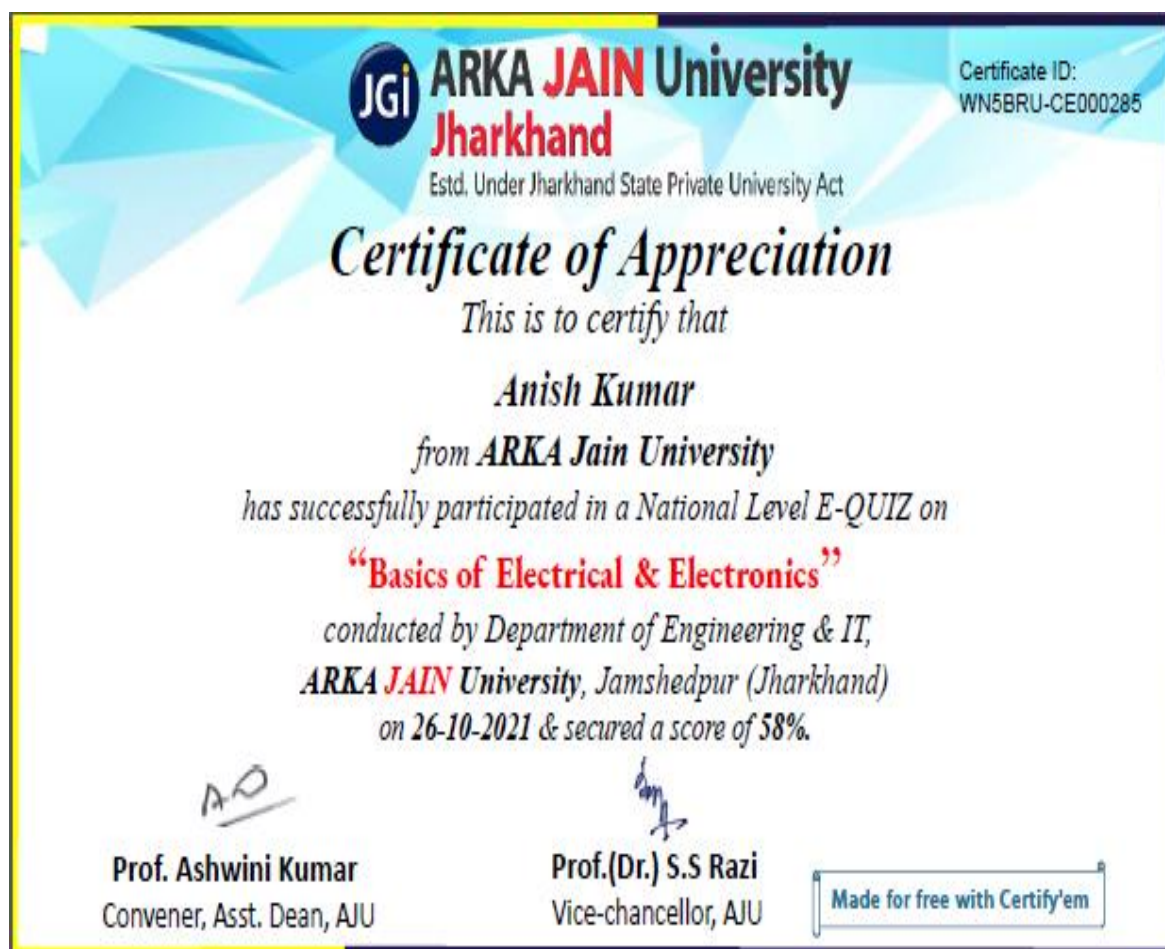 JGi
ARKA JAIN University
Jharkhand
Estd. Under Jharkhand State Private University Act
Certificate ID:
WN5BRU-CE000285
Certificate of Appreciation
This is to certify that
Anish Kumar
from ARKA Jain University
has successfully participated in a National Level E-QUIZ on
“Basics of Electrical & Electronics”
conducted by Department of Engineering & IT,
ARKA JAIN University, Jamshedpur (Jharkhand)
on 26-10-2021 & secured a score of 58%.
Prof. Ashwini Kumar
Convener, Asst. Dean, AJU
Prof.(Dr.) S.S Razi
Vice-chancellor, AJU
Made for free with Certify'em